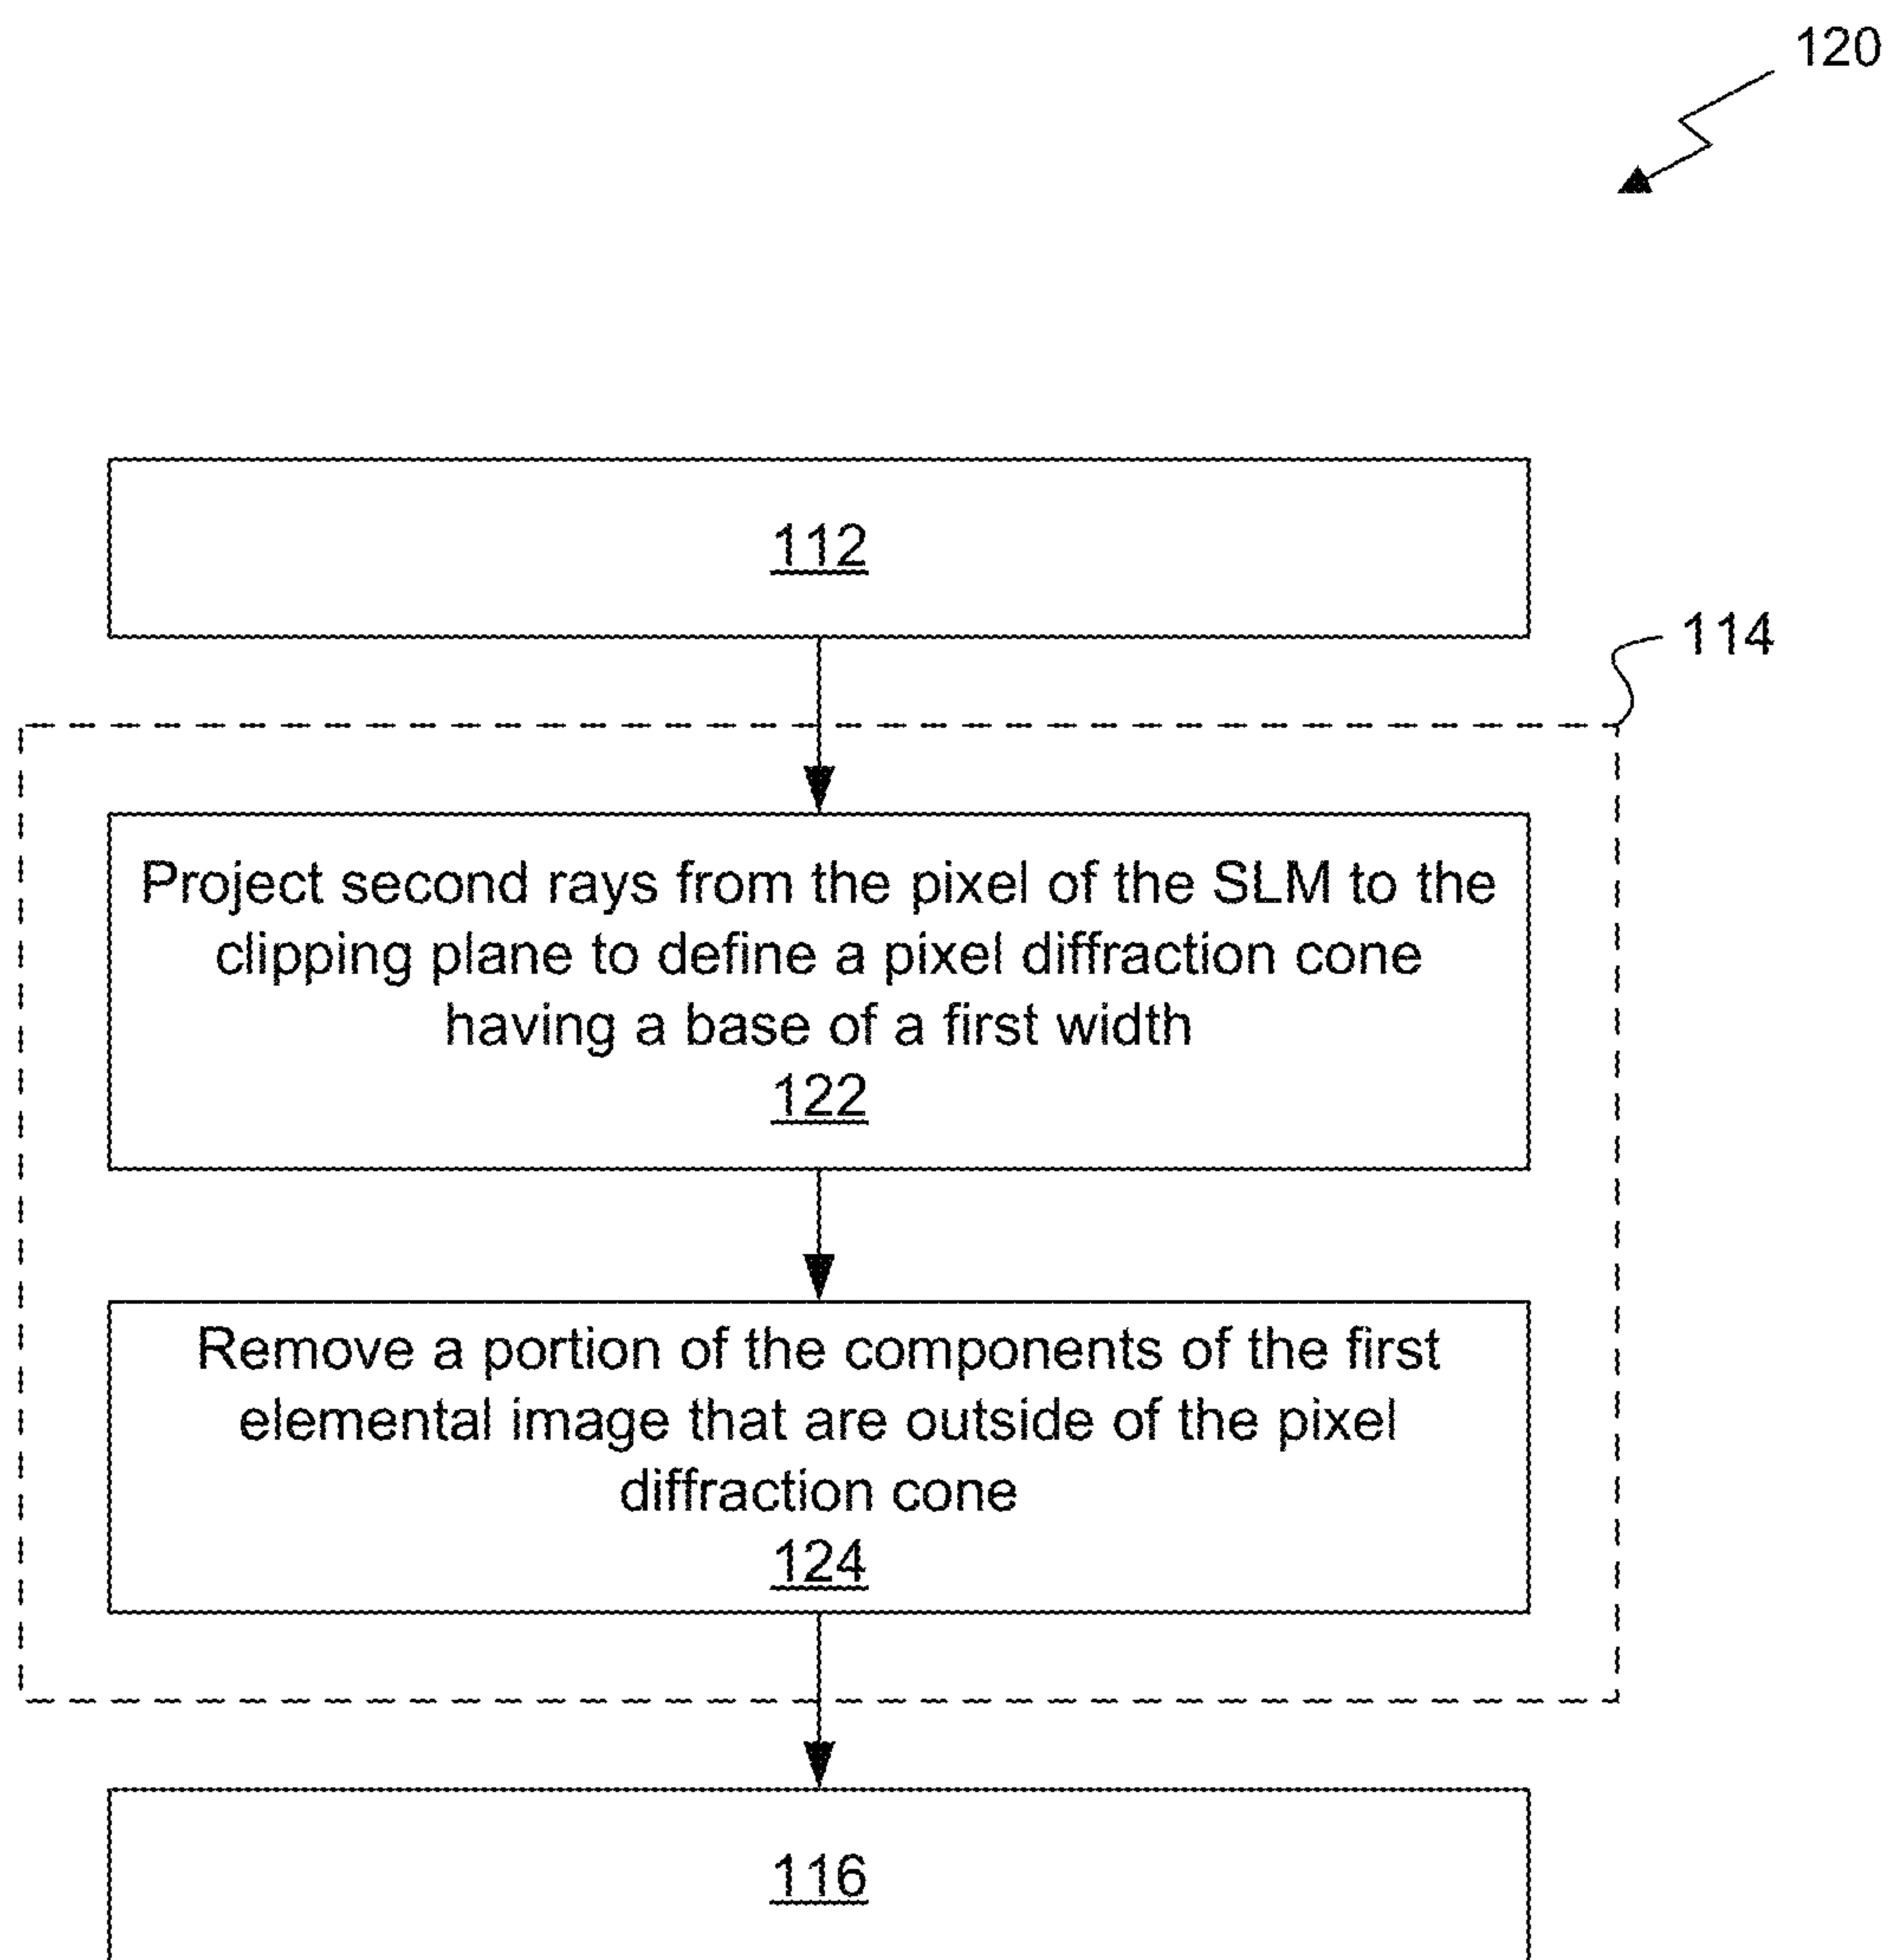 120
112
114
Project second rays from the pixel of the SLM to the
clipping plane to define a pixel diffraction cone
having a base of a first width
122
Remove a portion of the components of the first
elemental image that are outside of the pixel
diffraction cone
124
116